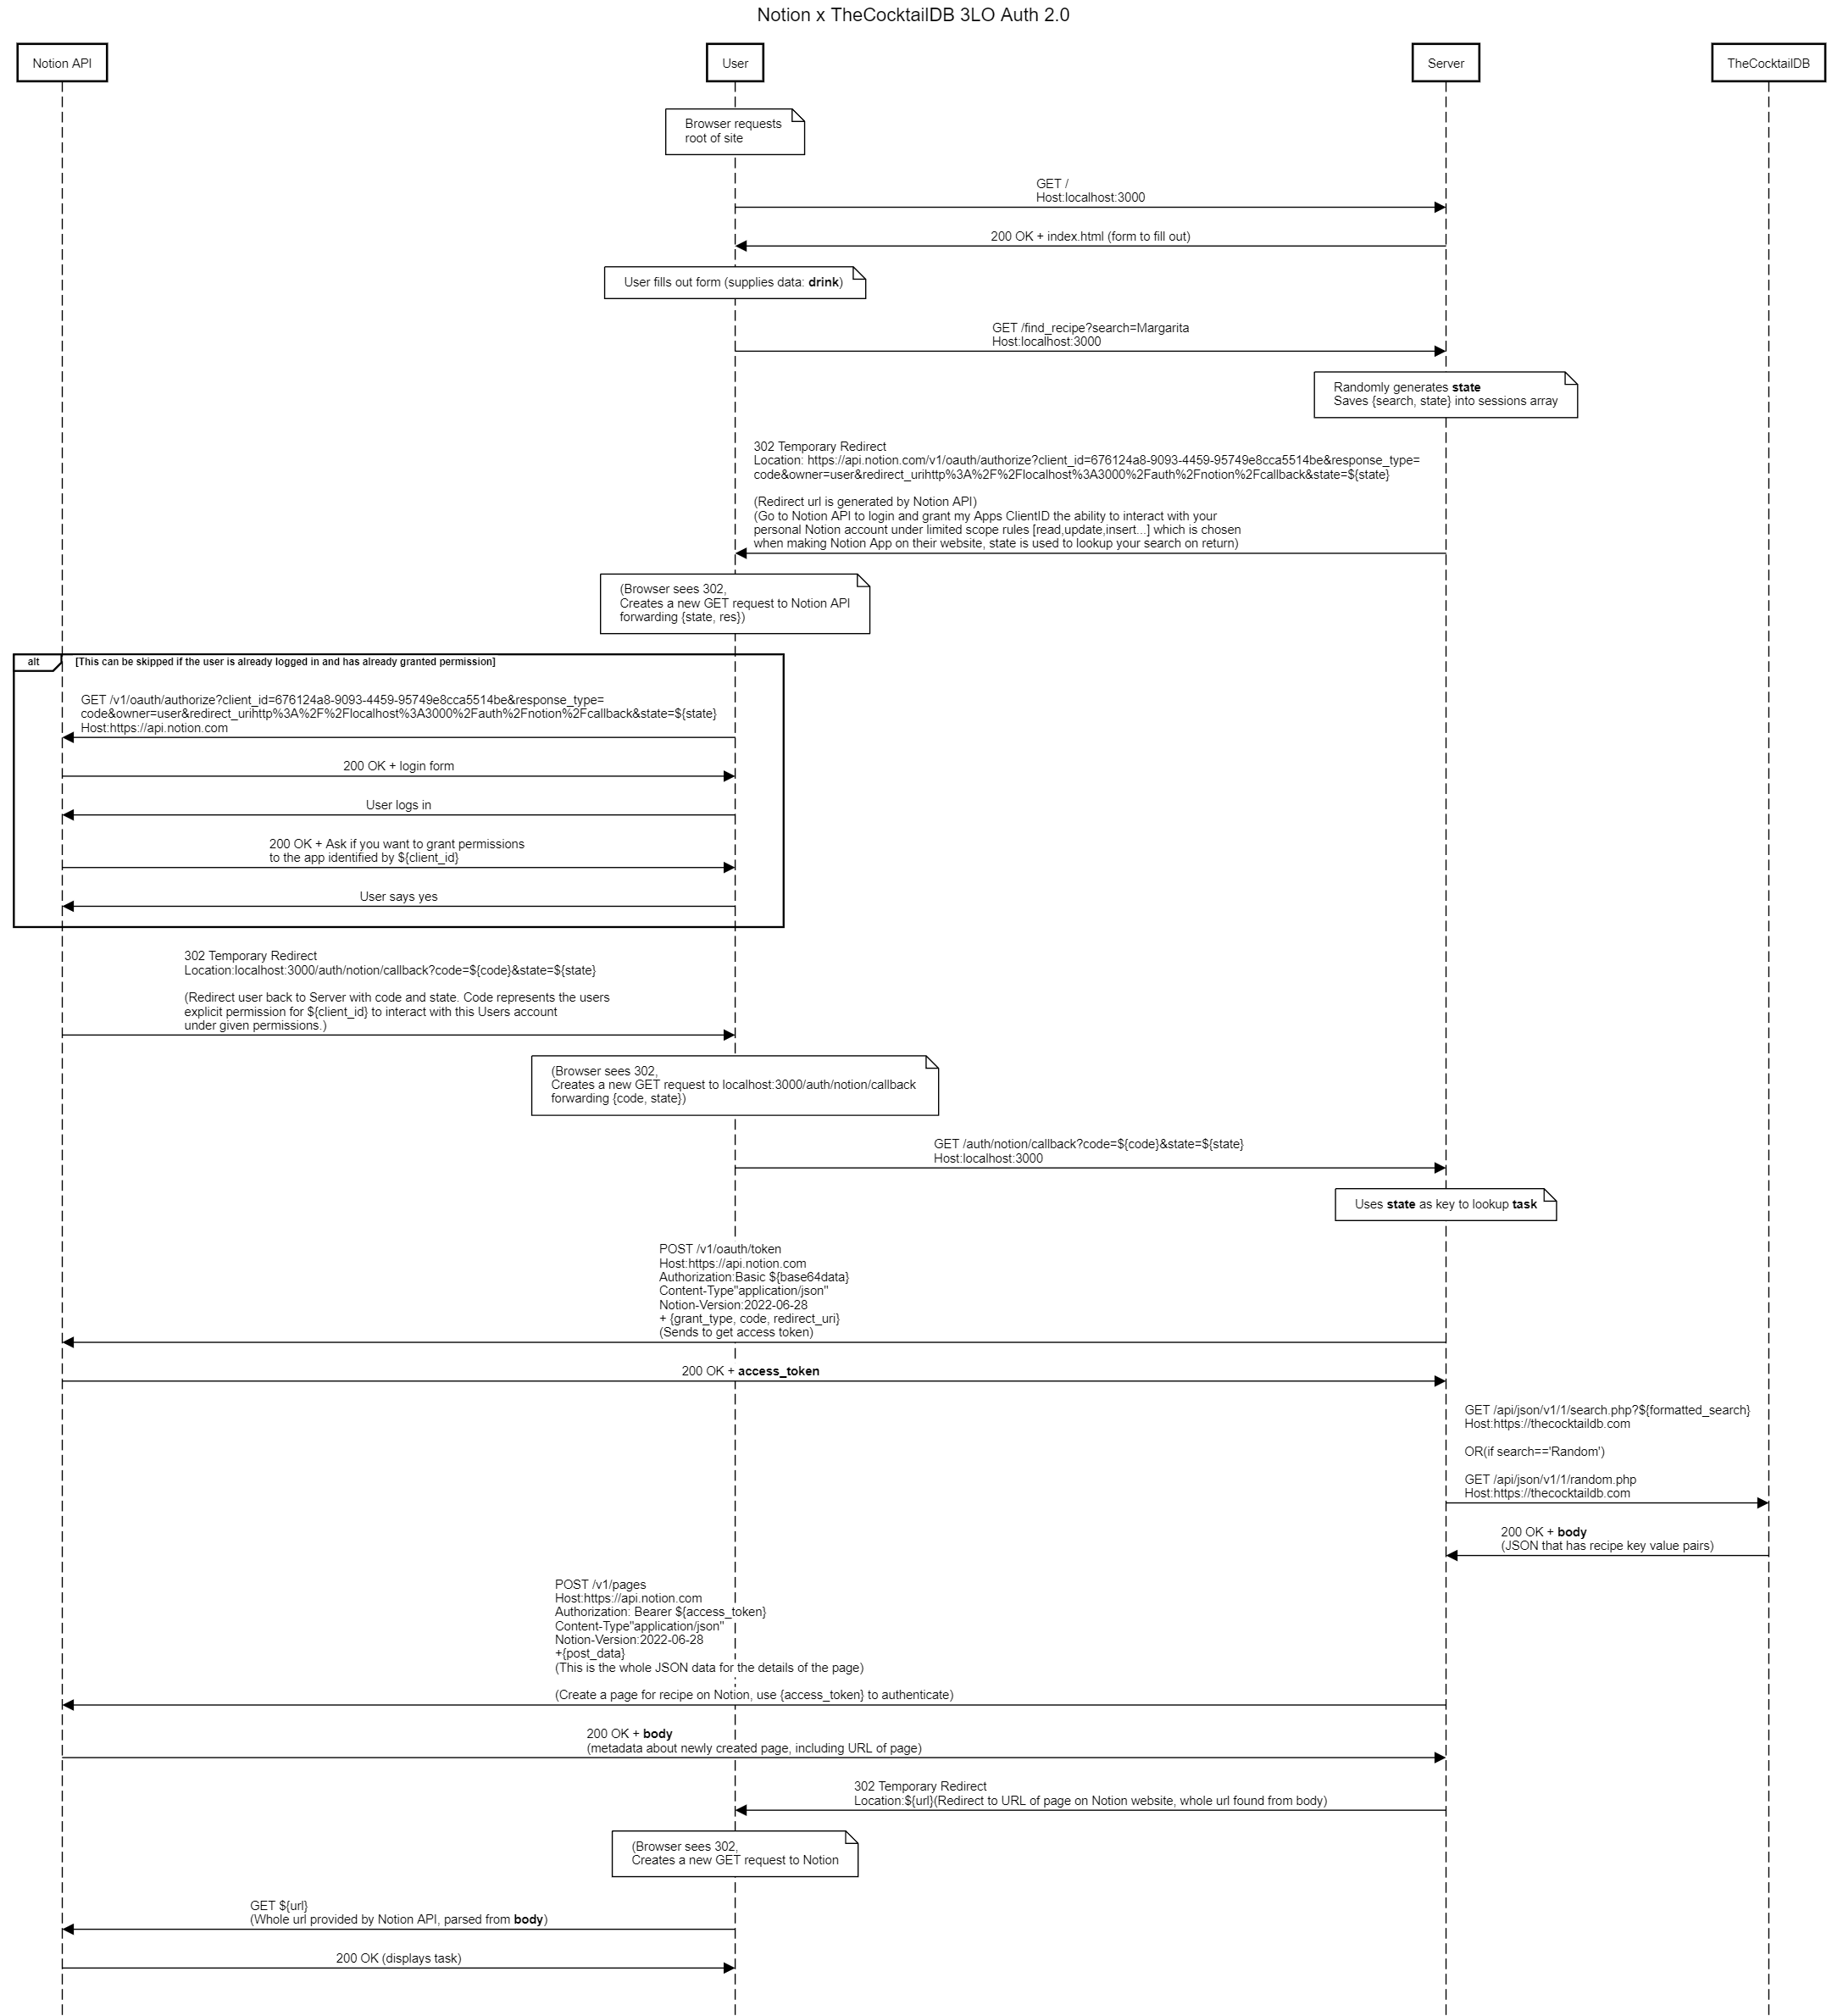 Notion x TheCocktailDB 3LO Auth 2.0
Notion API
User
Server
TheCocktailDB
Browser requests
root of site
GET /
Host:localhost:3000
200 OK + index.html (form to fill out)
User fills out form (supplies data: drink)
GET /find_recipe?search=Margarita
Host:localhost:3000
Randomly generates state
Saves {search, state} into sessions array
302 Temporary Redirect
Location: https://api.notion.com/v1/oauth/authorize?client_id=676124a8-9093-4459-95749e8cca5514be&response_type=
code&owner=user&redirect_urihttp%3A%2F%2Flocalhost%3A3000%2Fauth%2Fnotion%2Fcallback&state=${state}
(Redirect url is generated by Notion API)
(Go to Notion API to login and grant my Apps ClientID the ability to interact with your
personal Notion account under limited scope rules [read,update,insert...] which is chosen
when making Notion App on their website, state is used to lookup your search on return)
(Browser sees 302,
Creates a new GET request to Notion API
forwarding {state, res})
alt
[This can be skipped if the user is already logged in and has already granted permission]
GET /v1/oauth/authorize?client_id=676124a8-9093-4459-95749e8cca5514be&response_type=
code&owner=user&redirect_urihttp%3A%2F%2Flocalhost%3A3000%2Fauth%2Fnotion%2Fcallback&state=${state}
Host:https://api.notion.com
200 OK + login form
User logs in
200 OK + Ask if you want to grant permissions
to the app identified by ${client_id}
User says yes
302 Temporary Redirect
Location:localhost:3000/auth/notion/callback?code=${code}&state=${state}
(Redirect user back to Server with code and state. Code represents the users
explicit permission for ${client_id} to interact with this Users account
under given permissions.)
(Browser sees 302,
Creates a new GET request to localhost:3000/auth/notion/callback
forwarding {code, state})
GET /auth/notion/callback?code=${code}&state=${state}
Host:localhost:3000
Uses state as key to lookup task
POST /v1/oauth/token
Host:https://api.notion.com
Authorization:Basic ${base64data}
Content-Type"application/json"
Notion-Version:2022-06-28
+ {grant_type, code, redirect_uri}
(Sends to get access token)
200 OK + access_token
GET /api/json/v1/1/search.php?${formatted_search}
Host:https://thecocktaildb.com
OR(if search=='Random')
GET /api/json/v1/1/random.php
Host:https://thecocktaildb.com
200 OK + body
(JSON that has recipe key value pairs)
POST /v1/pages
Host:https://api.notion.com
Authorization: Bearer ${access_token}
Content-Type"application/json"
Notion-Version:2022-06-28
+{post_data}
(This is the whole JSON data for the details of the page)
(Create a page for recipe on Notion, use {access_token} to authenticate)
200 OK + body
(metadata about newly created page, including URL of page)
302 Temporary Redirect
Location:${url}(Redirect to URL of page on Notion website, whole url found from body)
(Browser sees 302,
Creates a new GET request to Notion
GET ${url}
(Whole url provided by Notion API, parsed from body)
200 OK (displays task)